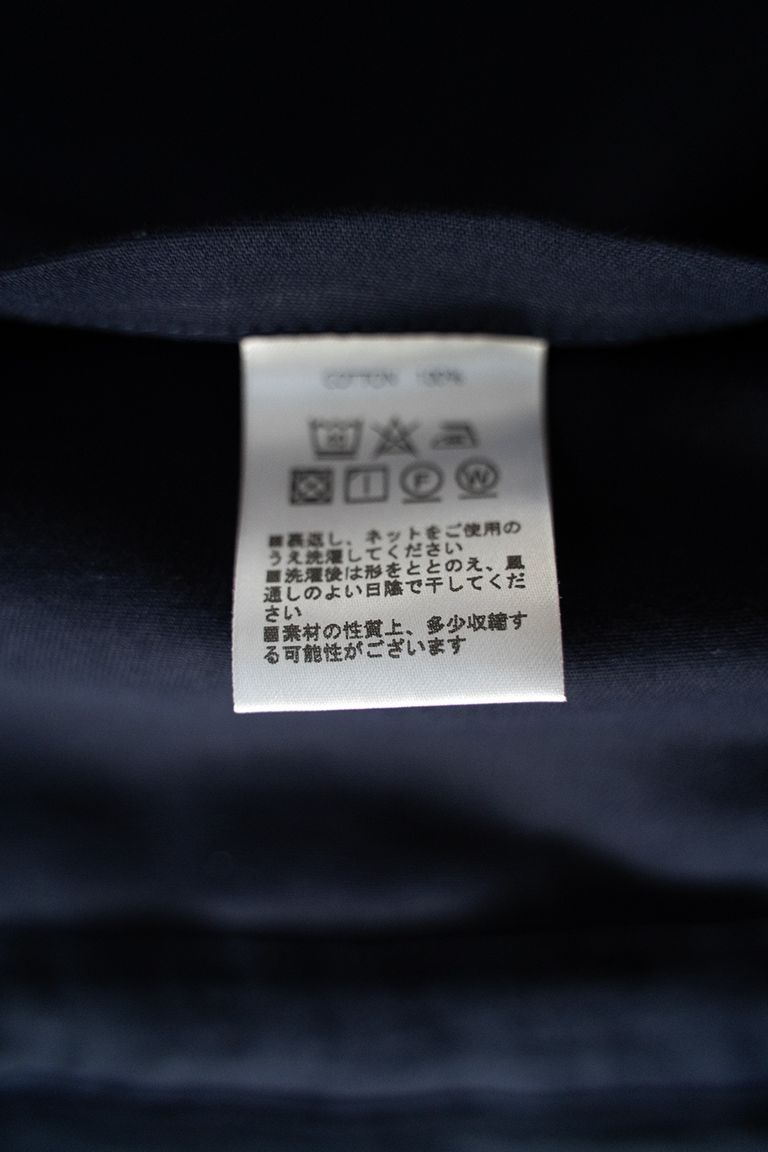 COTTON 100%
F W
■裏返し、ネットをご使用の
うえ洗濯してください
■洗濯後は形をととのえ、風
通しのよい日陰で干してくだ
さい
■素材の性質上、多少収縮す
る可能性がございます